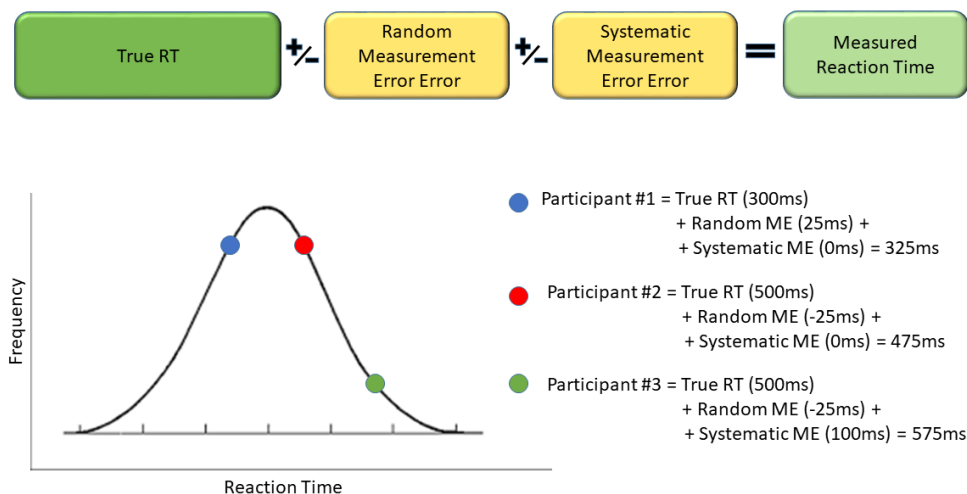 True RT
+/-
Random
Measurement
Error Error
+/-
Systematic
Measurement
Error Error
=
Measured
Reaction Time
Participant #1 = True RT (300ms)
+ Random ME (25ms) +
+ Systematic ME (0ms) = 325ms
Participant #2 = True RT (500ms)
+ Random ME (-25ms) +
+ Systematic ME (0ms) = 475ms
Participant #3 = True RT (500ms)
+ Random ME (-25ms) +
+ Systematic ME (100ms) = 575ms
Frequency
Reaction Time